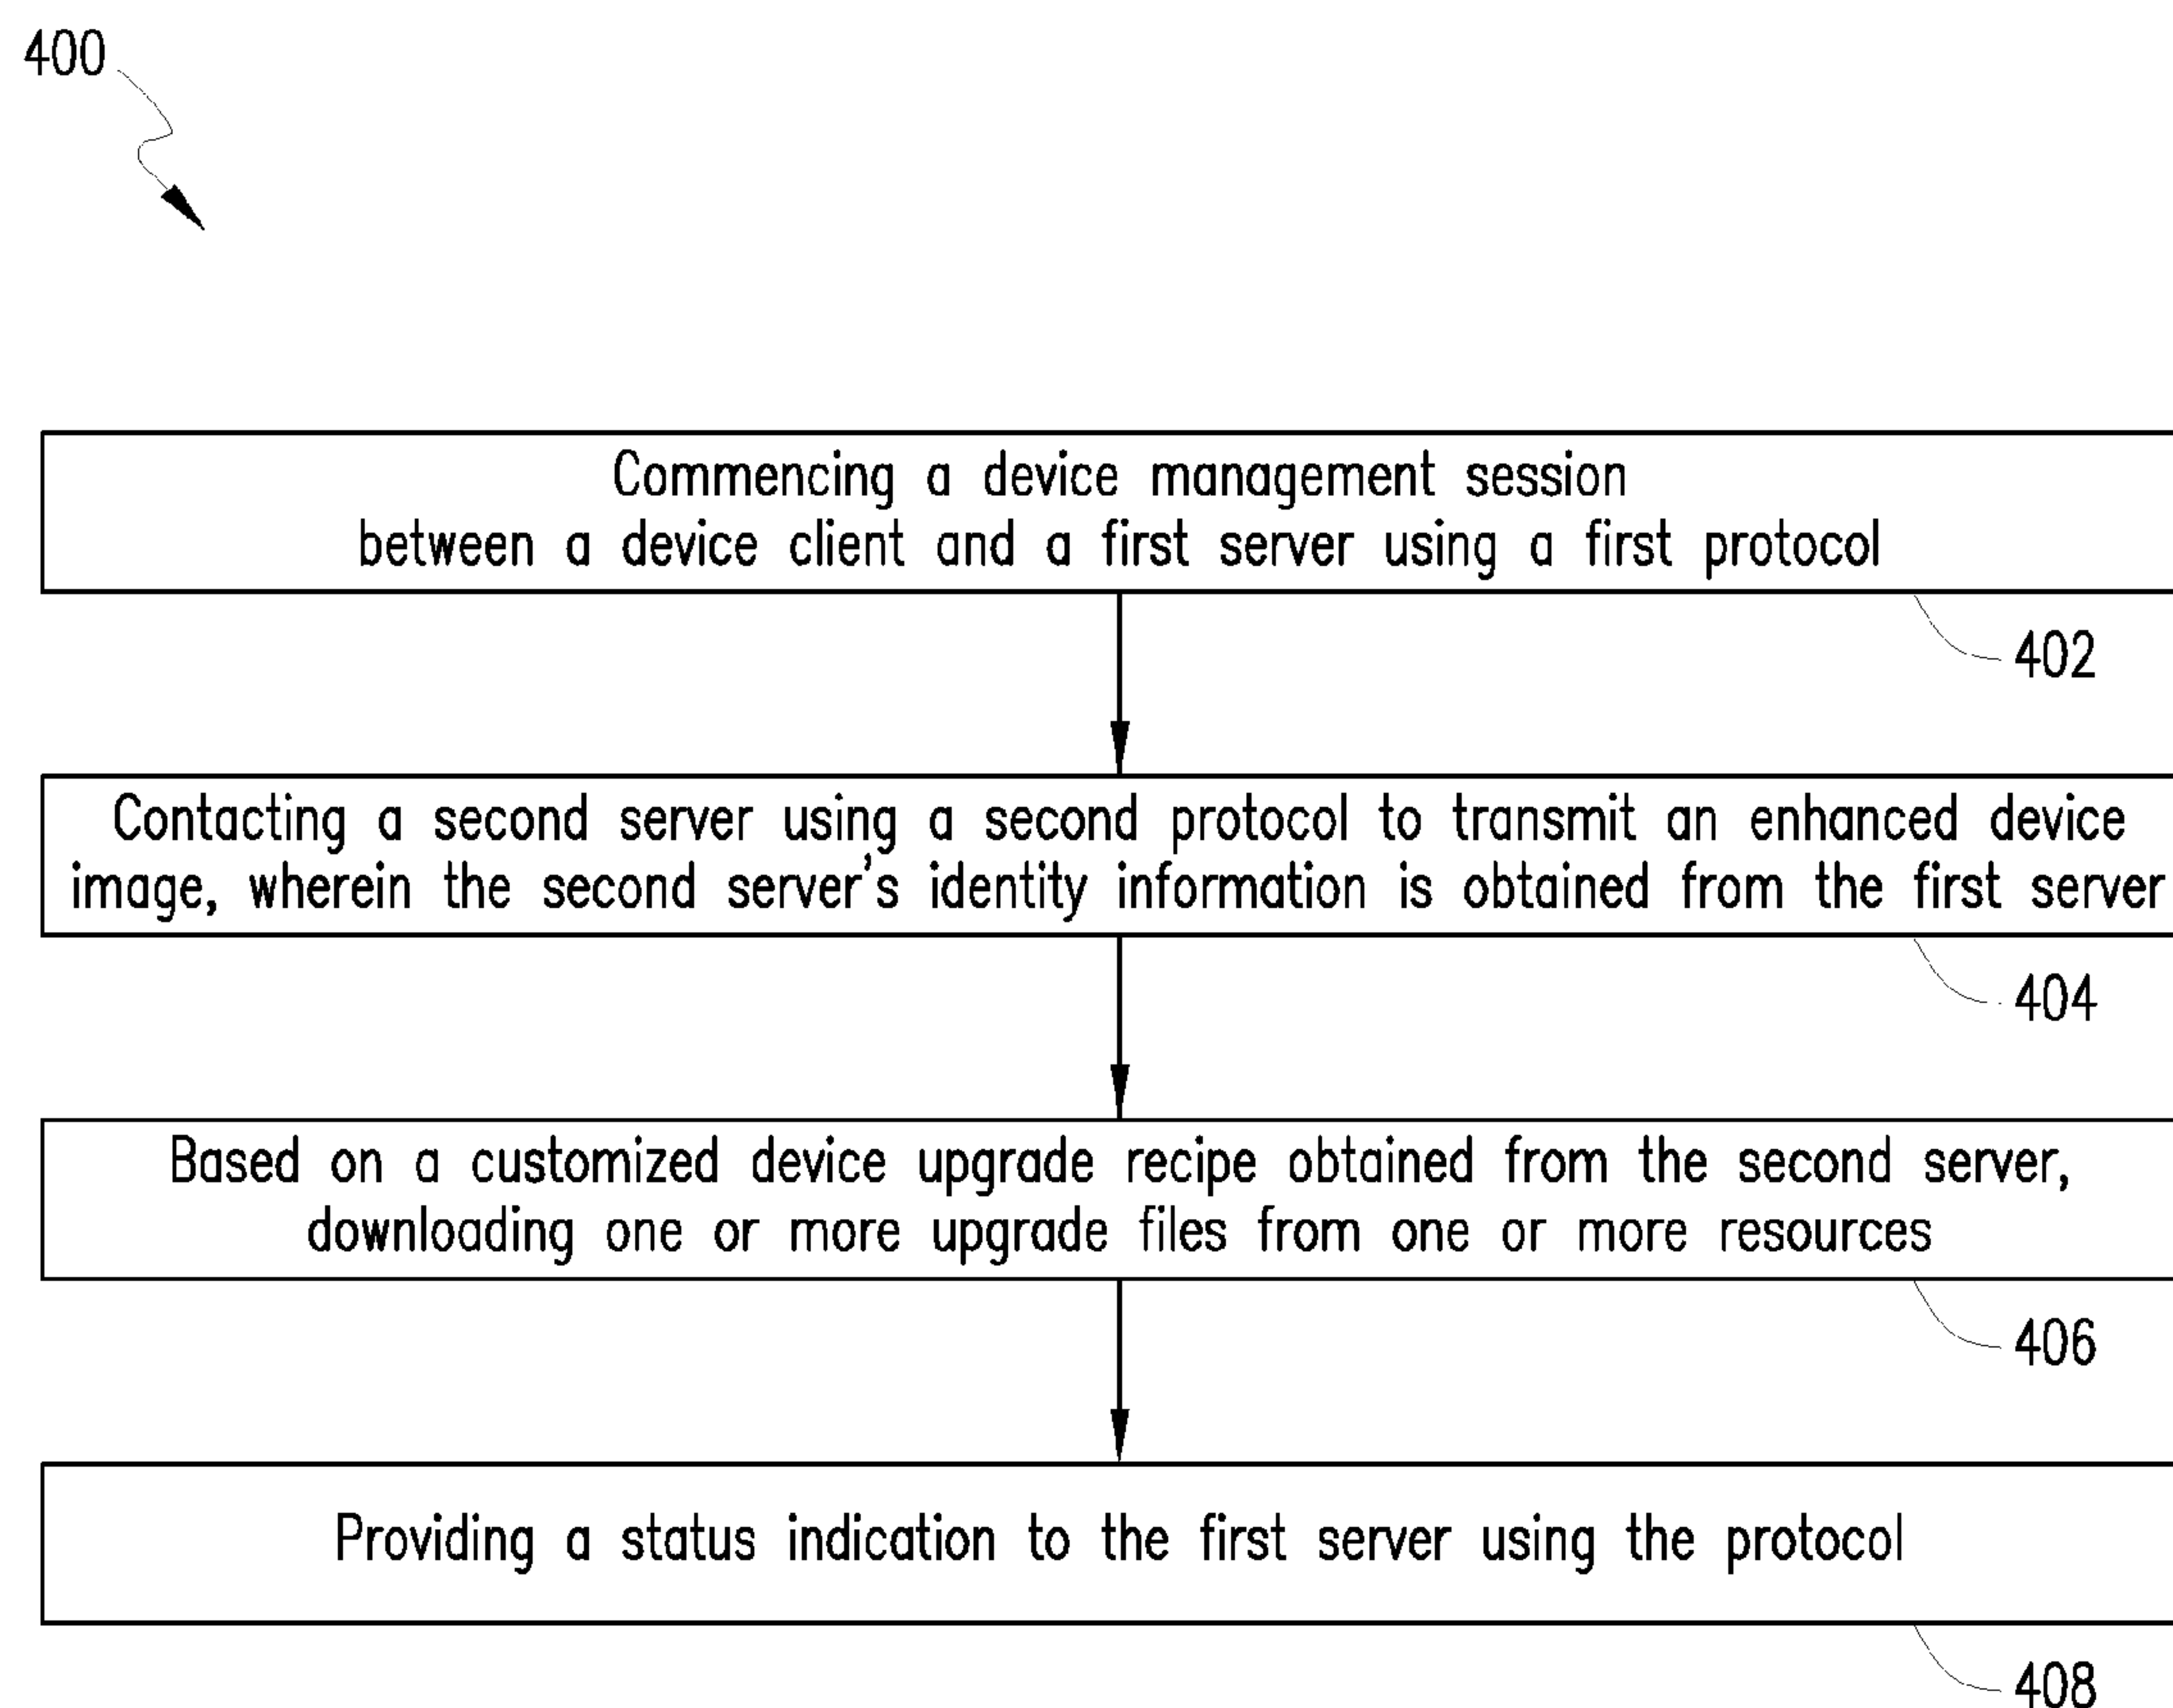 400
Commencing a device management session
between a device client and a first server using a first protocol
402
Contacting a second server using a second protocol to transmit an enhanced device
image, wherein the second server's identity information is obtained from the first server
404
Based on a customized device upgrade recipe obtained from the second server,
downloading one or more upgrade files from one or more resources
406
Providing a status indication to the first server using the protocol
408